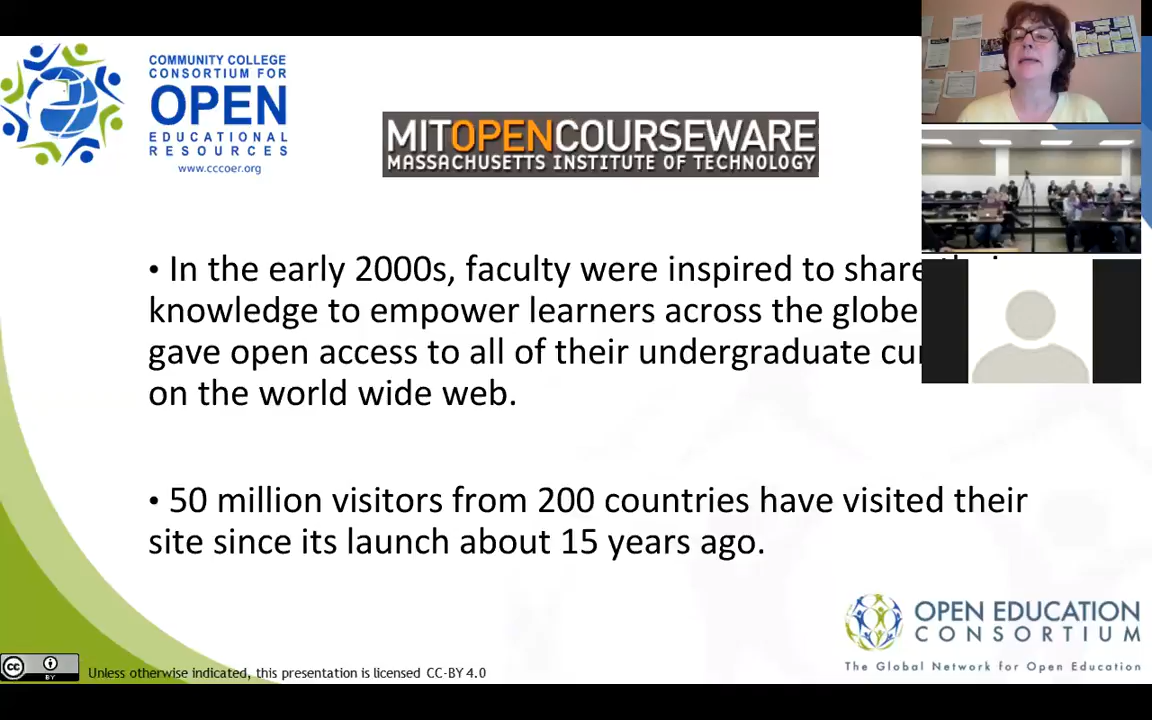 COMMUNITY COLLEGE
CONSORTIUM FOR
OPEN
EDUCATIONAL
RESOURCES
www.cccoer.org
MITOPENCOURSEWARE
MASSACHUSETTS INSTITUTE OF TECHNOLOGY
• In the early 2000s, faculty were inspired to share
knowledge to empower learners across the globe
gave open access to all of their undergraduate
on the world wide web.
• 50 million visitors from 200 countries have visited their
site since its launch about 15 years ago.
OPEN EDUCATION
CONSORTIUM
The Global Network for Open Education
cc BY
Unless otherwise indicated, this presentation is licensed CC-BY 4.0